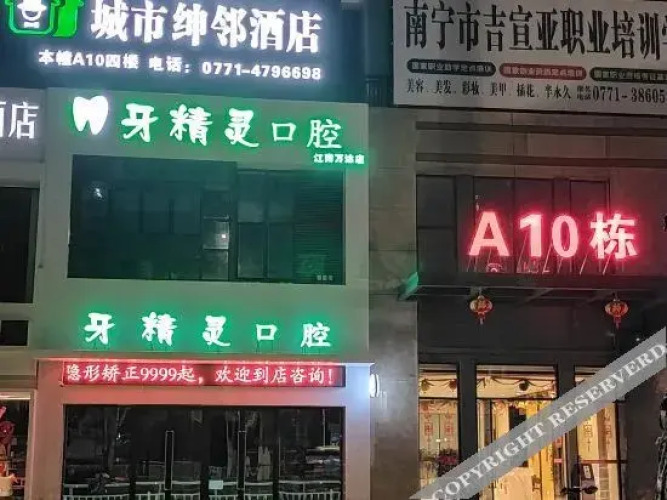 城市绅邻酒店
本幢A10四楼 电话：0771-4796698
南宁市吉宣亚职业培训学
美容、美发、彩妆、美甲、插花、半永久
0771-38605
酒店
牙精灵口腔
江南万达店
A10栋
牙精灵口腔
隐形矫正9999起，欢迎到店咨询！
COPYRIGHT RESERVED